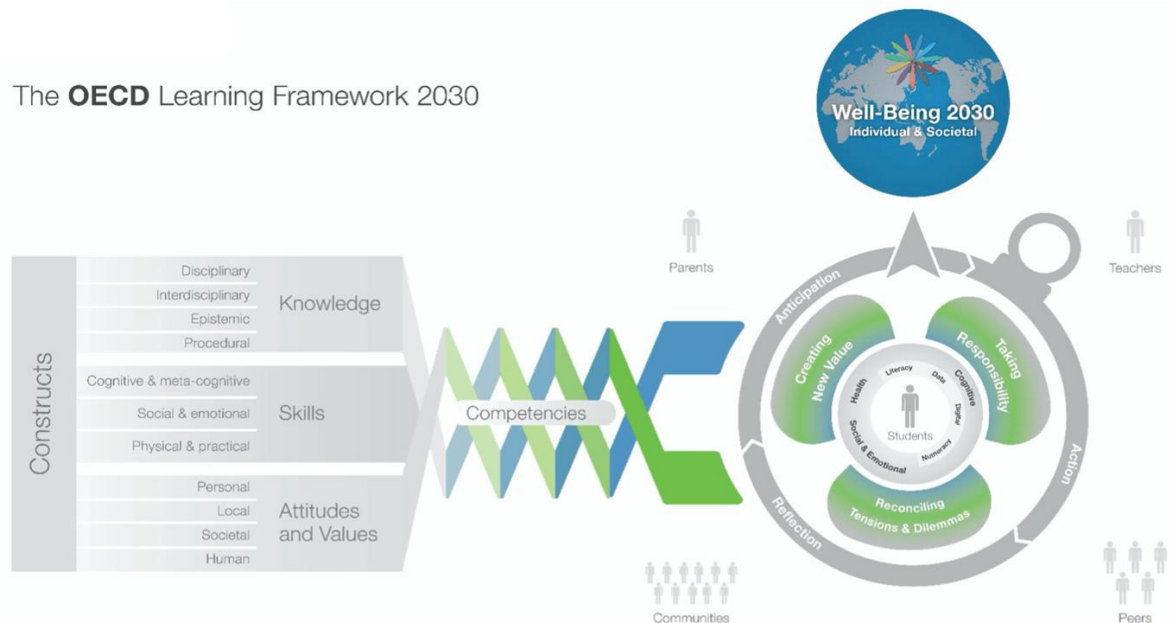 The OECD Learning Framework 2030
Well-Being 2030
Individual & Societal
Constructs
Disciplinary
Interdisciplinary
Epistemic
Procedural
Knowledge
Cognitive & meta-cognitive
Social & emotional
Physical & practical
Skills
Personal
Local
Societal
Human
Attitudes
and Values
Competencies
Parents
Teachers
Anticipation
Action
Reflection
Creating
New Value
Taking
Responsibility
Reconciling
Tensions & Dilemmas
Literacy
Data
Cognitive
Digital
Numeracy
Social & Emotional
Health
Students
Communities
Peers